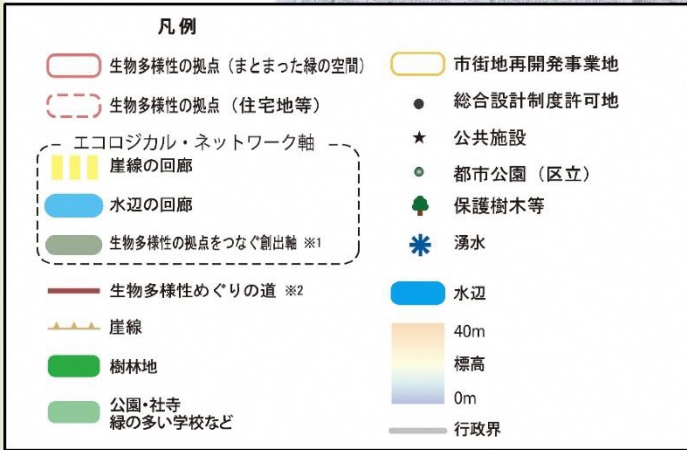 凡例
生物多様性の拠点（まとまった緑の空間）
生物多様性の拠点（住宅地等）
エコロジカル・ネットワーク軸
崖線の回廊
水辺の回廊
生物多様性の拠点をつなぐ創出軸 ※1
生物多様性めぐりの道 ※2
崖線
樹林地
公園・社寺
緑の多い学校など
市街地再開発事業地
総合設計制度許可地
公共施設
都市公園（区立）
保護樹木等
湧水
水辺
40m
標高
0m
行政界